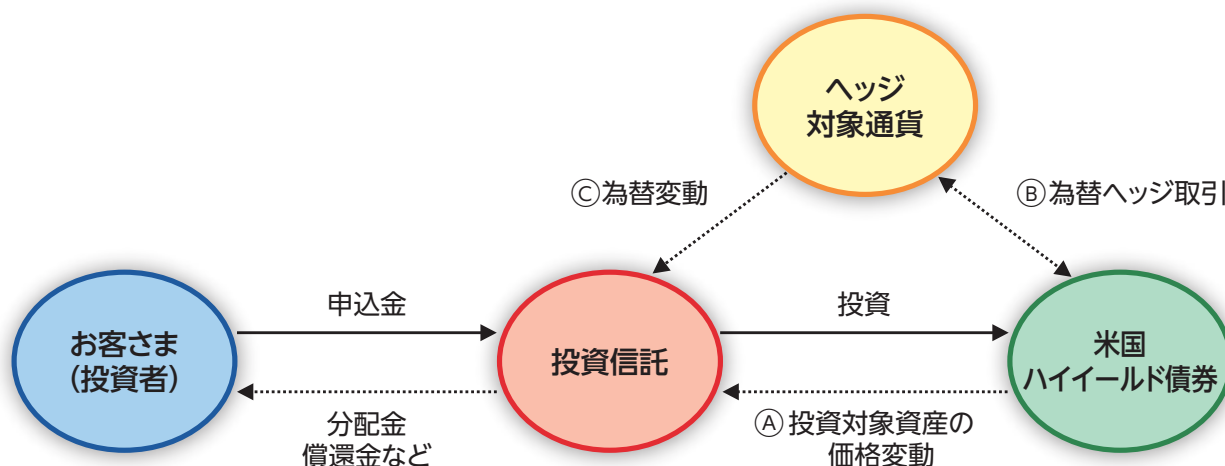 ヘッジ
対象通貨
Ⓒ為替変動
Ⓑ為替ヘッジ取引
お客さま
(投資者)
申込金
投資信託
投資
米国
ハイイールド債券
分配金
償還金など
Ⓐ投資対象資産の
価格変動